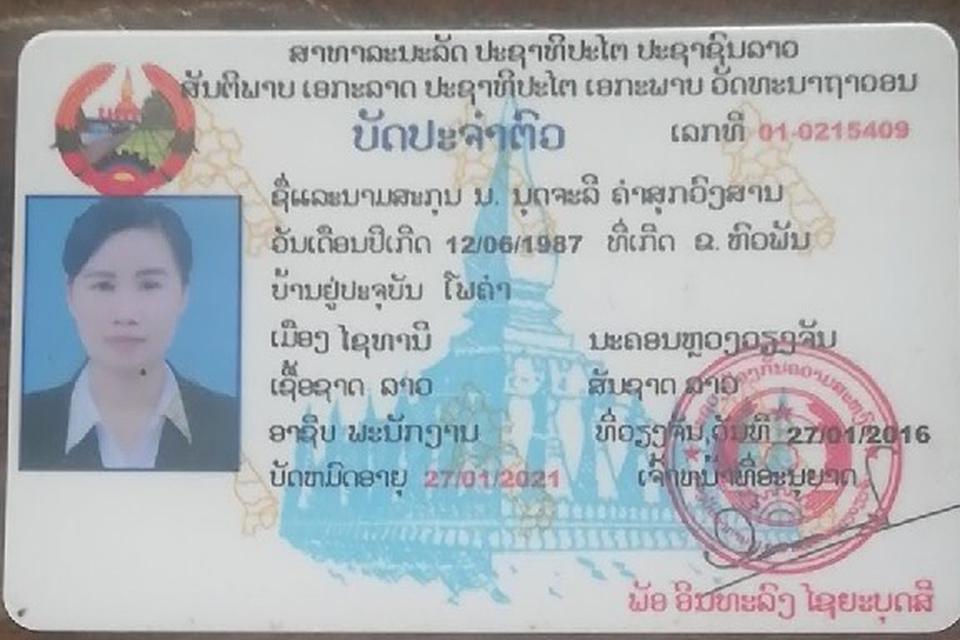 ສາທາລະນະລັດ ປະຊາທິປະໄຕ ປະຊາຊົນລາວ
ສັນຕິພາບ ເອກະລາດ ປະຊາທິປະໄຕ ເອກະພາບ ວັດທະນາຖາວອນ
ບັດປະຈຳຕົວ
ເລກທີ 01-0215409
ຊື່ແລະນາມສະກຸນ ນ. ນຸດຈະລີ ຄຳສຸກວົງສານ
ວັນເດືອນປີເກີດ 12/06/1987 ທີ່ເກີດ ຂ. ຫົວພັນ
ບ້ານຢູ່ປະຈຸບັນ ໂພຄຳ
ເມືອງ ໄຊທານີ ນະຄອນຫຼວງວຽງຈັນ
ເຊື້ອຊາດ ລາວ ສັນຊາດ ລາວ
ອາຊີບ ພະນັກງານ ທີ່ວຽງຈັນ,ວັນທີ 27/01/2016
ບັດຫມົດອາຍຸ 27/01/2021 ເຈົ້າຫນ້າທີ່ອະນຸຍາດ
ພັອ ອິນທະລົງ ໄຊຍະບຸດສີ